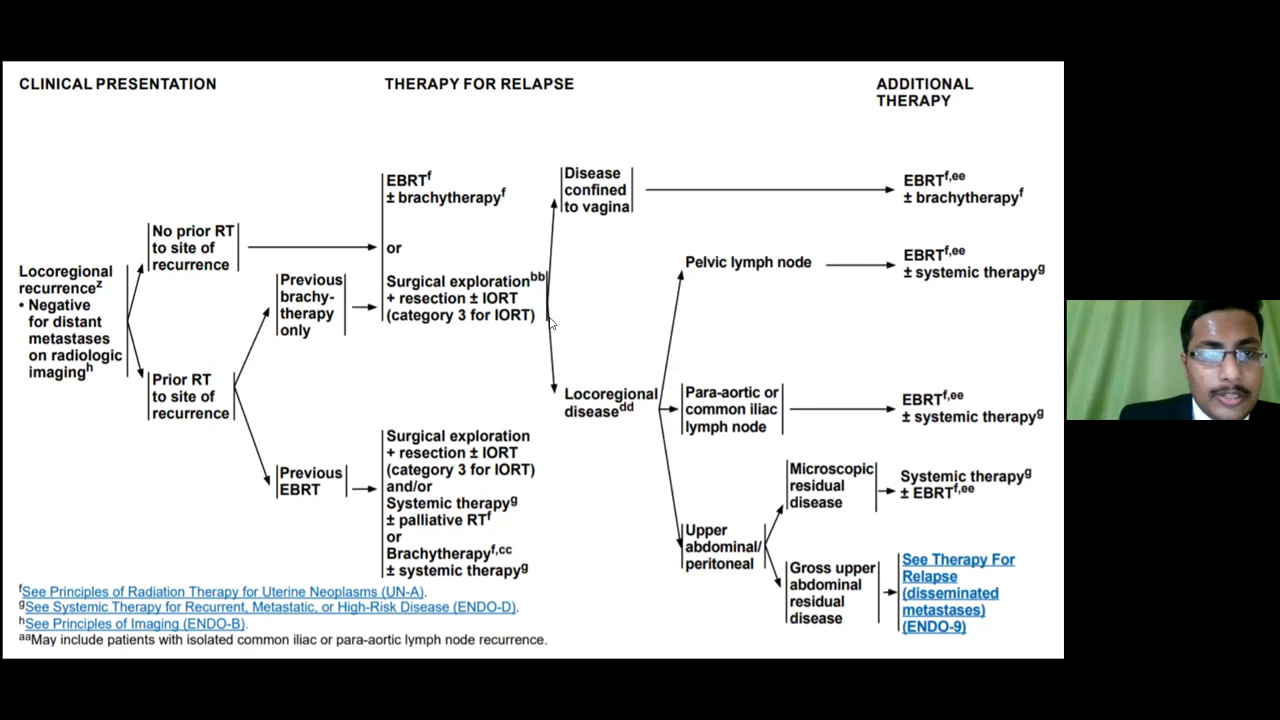 CLINICAL PRESENTATION
THERAPY FOR RELAPSE
ADDITIONAL
THERAPY
Locoregional
recurrenceᶻ
• Negative
for distant
metastases
on radiologic
imagingʰ
No prior RT
to site of
recurrence
Prior RT
to site of
recurrence
Previous
brachy-
therapy
only
Previous
EBRT
EBRTᶠ
± brachytherapyᶠ
or
Surgical explorationᵇᵇ
+ resection ± IORT
(category 3 for IORT)
Surgical exploration
+ resection ± IORT
(category 3 for IORT)
and/or
Systemic therapyᵍ
± palliative RTᶠ
or
Brachytherapyᶠ,ᶜᶜ
± systemic therapyᵍ
Disease
confined
to vagina
Locoregional
diseaseᵈᵈ
Pelvic lymph node
Para-aortic or
common iliac
lymph node
Upper
abdominal/
peritoneal
Microscopic
residual
disease
Gross upper
abdominal
residual
disease
EBRTᶠ,ᵉᵉ
± brachytherapyᶠ
EBRTᶠ,ᵉᵉ
± systemic therapyᵍ
EBRTᶠ,ᵉᵉ
± systemic therapyᵍ
Systemic therapyᵍ
± EBRTᶠ,ᵉᵉ
See Therapy For
Relapse
(disseminated
metastases)
(ENDO-9)
ᶠSee Principles of Radiation Therapy for Uterine Neoplasms (UN-A).
ᵍSee Systemic Therapy for Recurrent, Metastatic, or High-Risk Disease (ENDO-D).
ʰSee Principles of Imaging (ENDO-B).
ᵃᵃMay include patients with isolated common iliac or para-aortic lymph node recurrence.